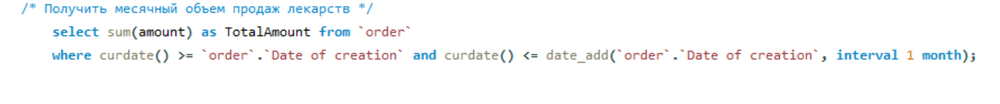 /* Получить месячный объем продаж лекарств */
select sum(amount) as TotalAmount from `order`
where curdate() >= `order`.`Date of creation` and curdate() <= date_add(`order`.`Date of creation`, interval 1 month);